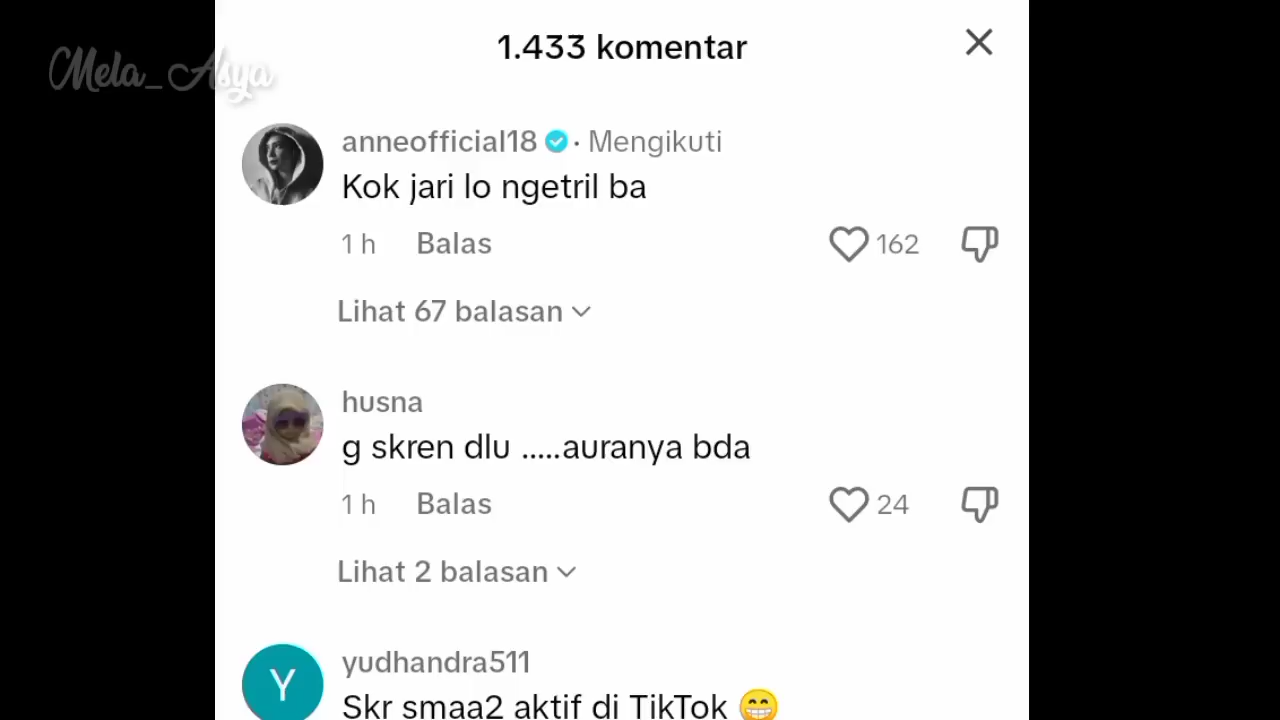 Mela_Asya
1.433 komentar
anneofficial18 · Mengikuti
Kok jari lo ngetril ba
1 h Balas 162
Lihat 67 balasan
husna
g skren dlu .....auranya bda
1 h Balas 24
Lihat 2 balasan
Y yudhandra511
Skr smaa2 aktif di TikTok 😁